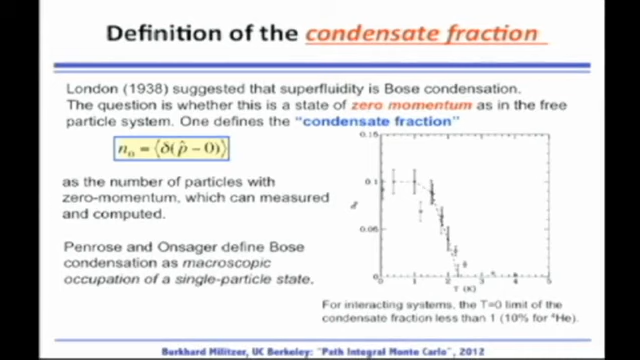 Definition of the condensate fraction
London (1938) suggested that superfluidity is Bose condensation.
The question is whether this is a state of zero momentum as in the free
particle system. One defines the "condensate fraction"
n₀ = ⟨δ(p̂ − 0)⟩
as the number of particles with
zero-momentum, which can measured
and computed.
Penrose and Onsager define Bose
condensation as macroscopic
occupation of a single-particle state.
0.15
0.1
0.05
0
n₀
0 1 2 3 4 5
T (K)
For interacting systems, the T=0 limit of the
condensate fraction less than 1 (10% for ⁴He).
Burkhard Militzer, UC Berkeley: "Path Integral Monte Carlo", 2012